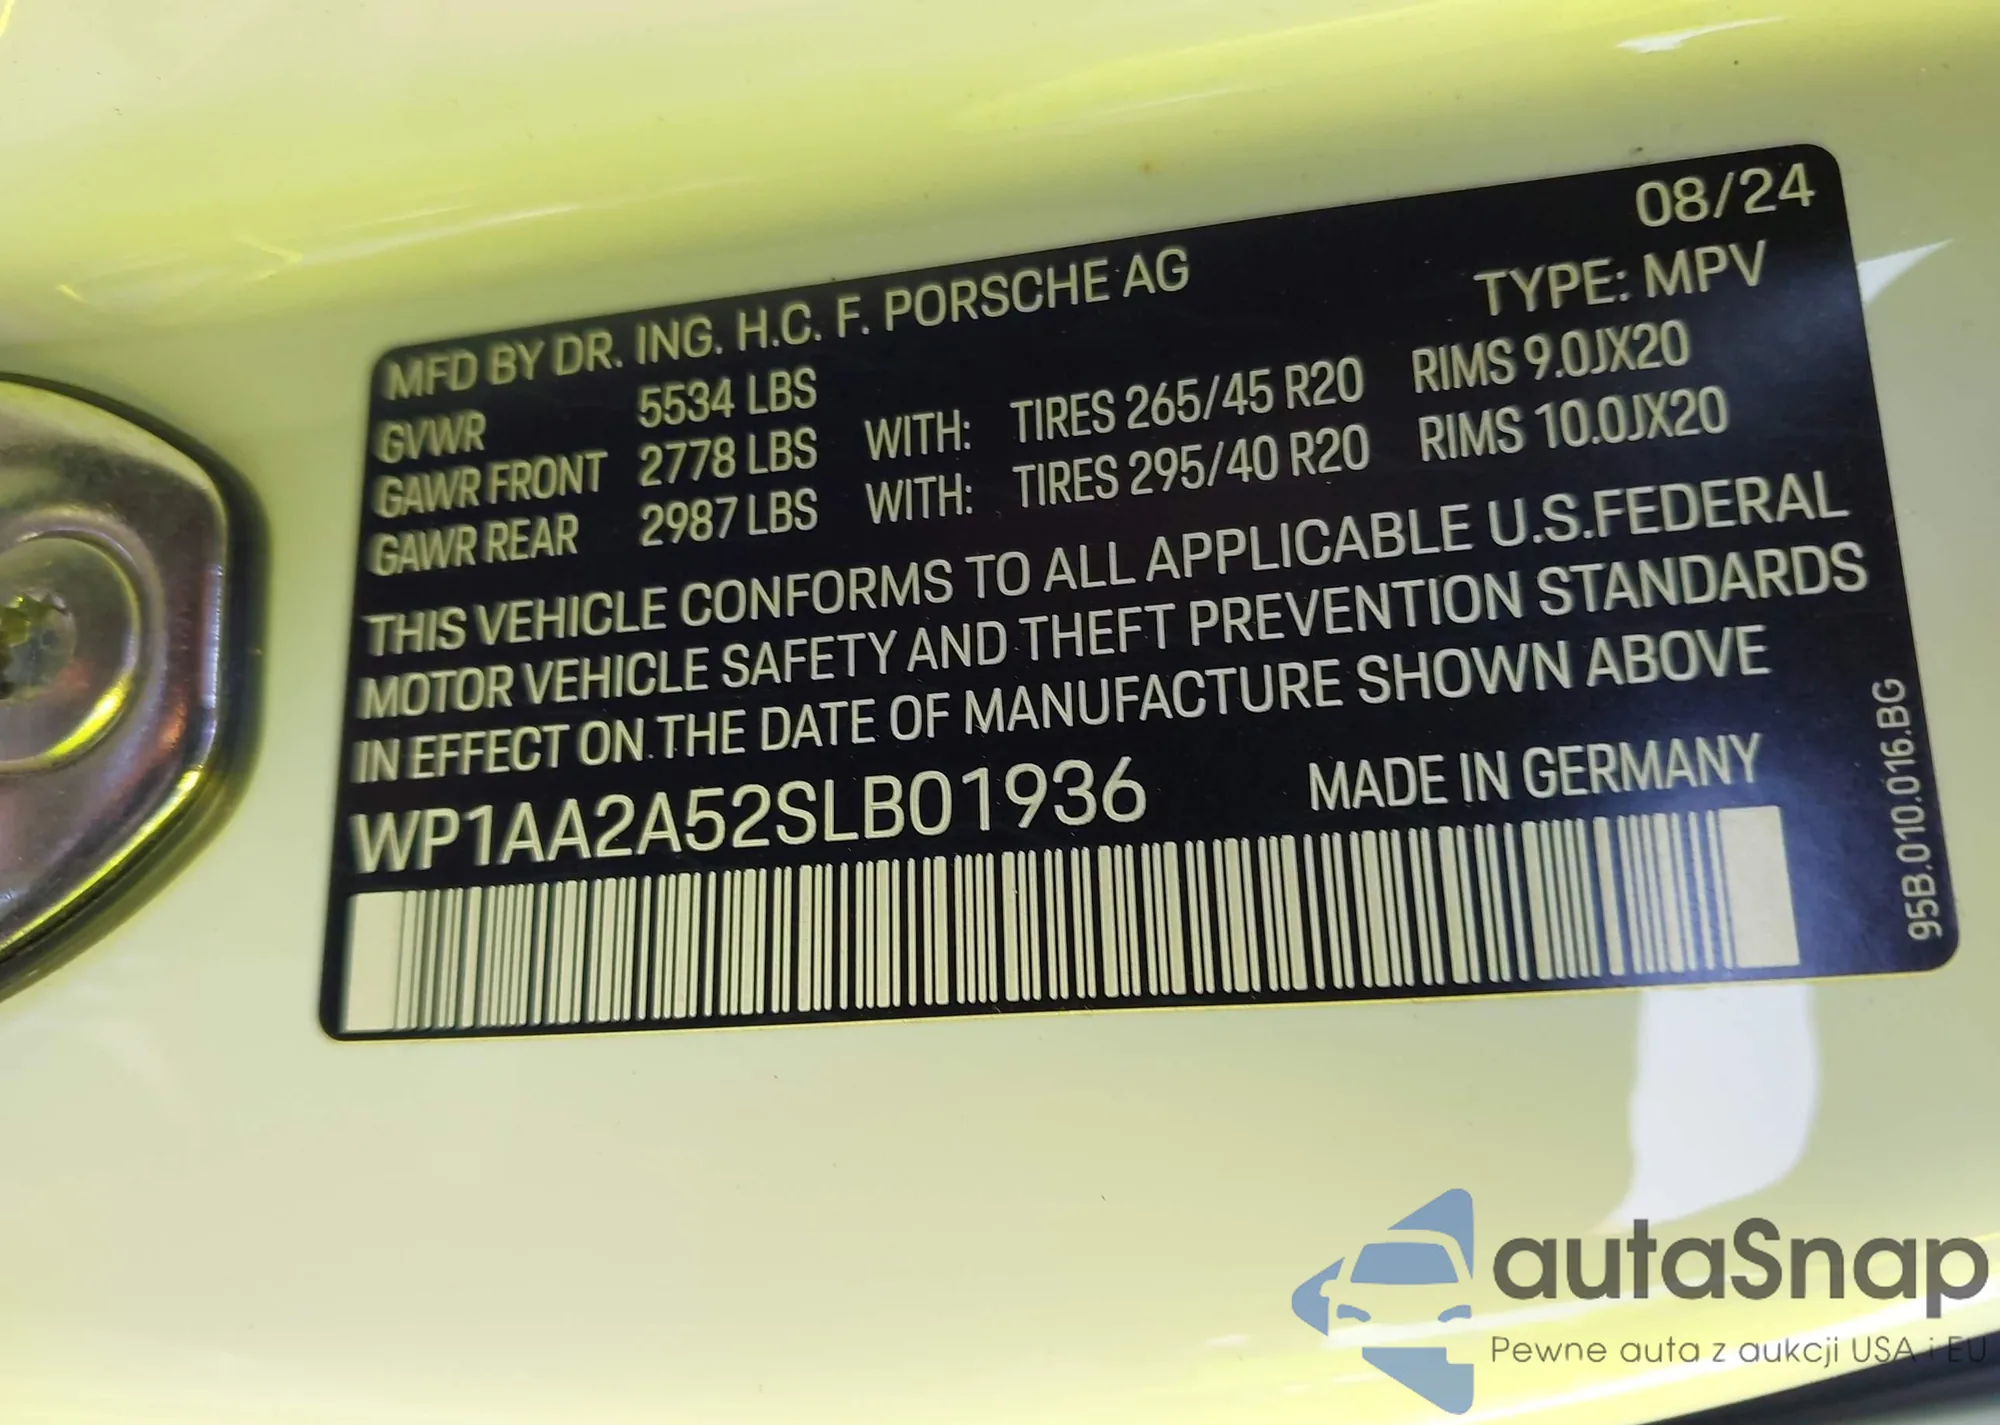 08/24
MFD BY DR. ING. H.C. F. PORSCHE AG TYPE: MPV
GVWR 5534 LBS
GAWR FRONT 2778 LBS WITH: TIRES 265/45 R20 RIMS 9.0JX20
GAWR REAR 2987 LBS WITH: TIRES 295/40 R20 RIMS 10.0JX20
THIS VEHICLE CONFORMS TO ALL APPLICABLE U.S.FEDERAL
MOTOR VEHICLE SAFETY AND THEFT PREVENTION STANDARDS
IN EFFECT ON THE DATE OF MANUFACTURE SHOWN ABOVE
WP1AA2A52SLB01936 MADE IN GERMANY
95B.010.016.BG
autaSnap
Pewne auta z aukcji USA i EU